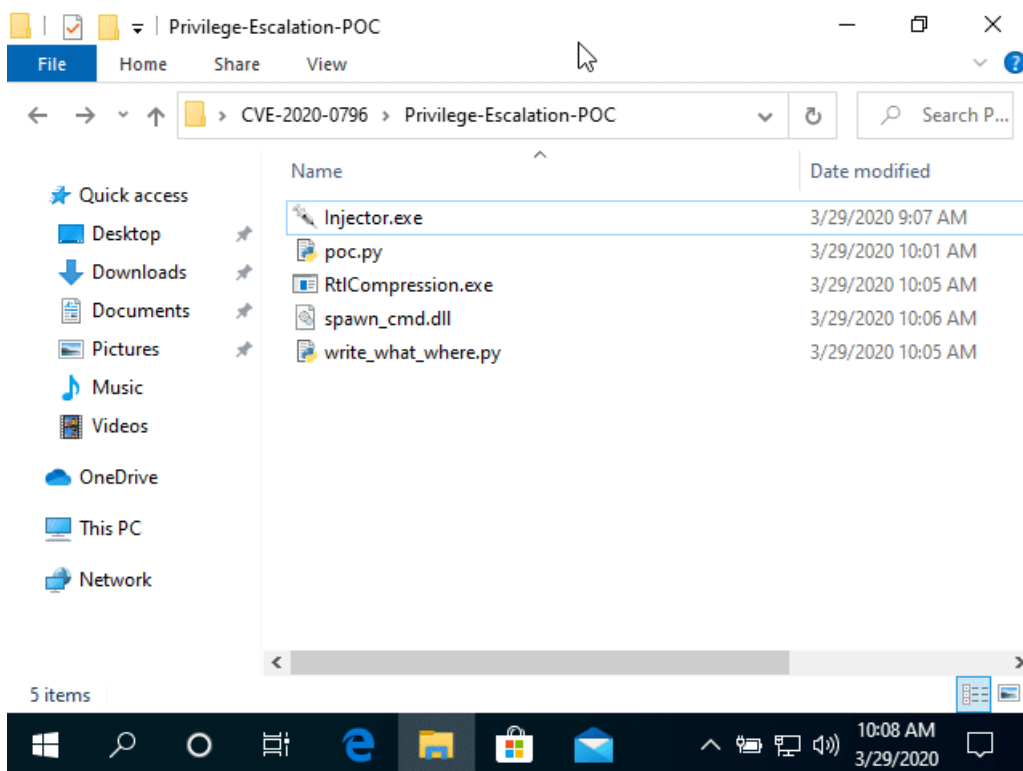 Privilege-Escalation-POC
File Home Share View
CVE-2020-0796 Privilege-Escalation-POC Search P...
Name Date modified
Quick access
Desktop
Downloads
Documents
Pictures
Music
Videos
OneDrive
This PC
Network
Injector.exe 3/29/2020 9:07 AM
poc.py 3/29/2020 10:01 AM
RtlCompression.exe 3/29/2020 10:05 AM
spawn_cmd.dll 3/29/2020 10:06 AM
write_what_where.py 3/29/2020 10:05 AM
5 items
10:08 AM
3/29/2020